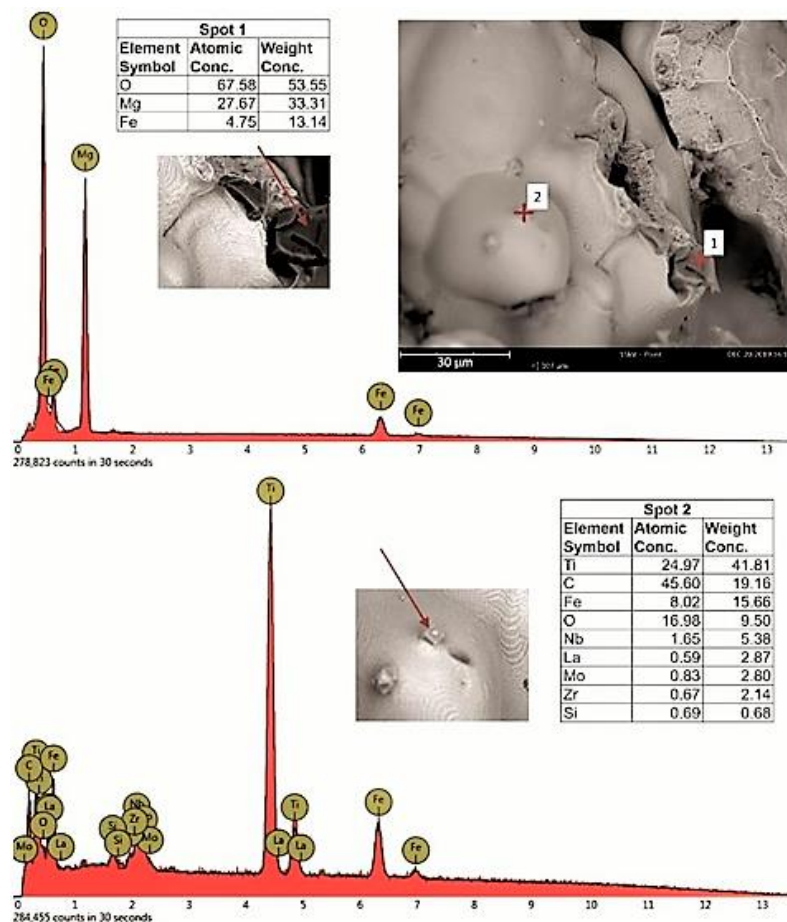 O
Mg
Fe
Fe
Fe
Spot 1
Element Symbol Atomic Conc. Weight Conc.
O 67.58 53.55
Mg 27.67 33.31
Fe 4.75 13.14
2
1
30 µm
0 1 2 3 4 5 6 7 8 9 10 11 12 13
278,823 counts in 30 seconds
Ti
C
Ti
Fe
La
O
Mo
La
Si
Si
Nb
Zr
Mo
La
Ti
La
Fe
Fe
Spot 2
Element Symbol Atomic Conc. Weight Conc.
Ti 24.97 41.81
C 45.60 19.16
Fe 8.02 15.66
O 16.98 9.50
Nb 1.65 5.38
La 0.59 2.87
Mo 0.83 2.80
Zr 0.67 2.14
Si 0.69 0.68
0 1 2 3 4 5 6 7 8 9 10 11 12 13
284,455 counts in 30 seconds